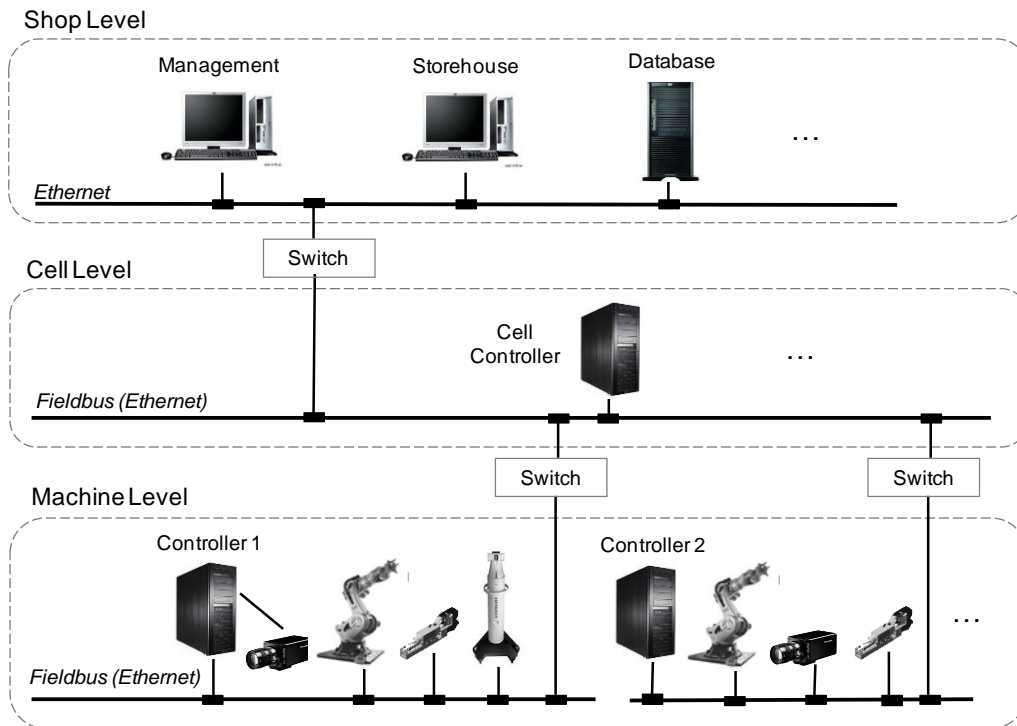 Shop Level
Management
Storehouse
Database
...
Ethernet
Switch
Cell Level
Cell
Controller
...
Fieldbus (Ethernet)
Switch
Switch
Machine Level
Controller 1
Controller 2
...
Fieldbus (Ethernet)